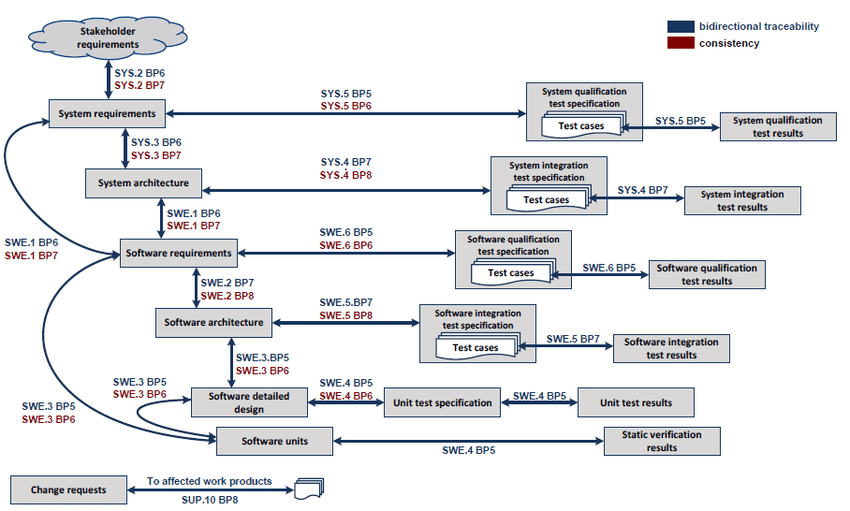 Stakeholder
requirements
bidirectional traceability
consistency
SYS.2 BP6
SYS.2 BP7
System requirements
SYS.5 BP5
SYS.5 BP6
System qualification
test specification
Test cases
SYS.5 BP5
System qualification
test results
SYS.3 BP6
SYS.3 BP7
System architecture
SYS.4 BP7
SYS.4 BP8
System integration
test specification
Test cases
SYS.4 BP7
System integration
test results
SWE.1 BP6
SWE.1 BP7
SWE.1 BP6
SWE.1 BP7
Software requirements
SWE.6 BP5
SWE.6 BP6
Software qualification
test specification
Test cases
SWE.6 BP5
Software qualification
test results
SWE.2 BP7
SWE.2 BP8
Software architecture
SWE.5.BP7
SWE.5 BP8
Software integration
test specification
Test cases
SWE.5 BP7
Software integration
test results
SWE.3.BP5
SWE.3 BP6
SWE.3 BP5
SWE.3 BP6
SWE.3 BP5
SWE.3 BP6
Software detailed
design
SWE.4 BP5
SWE.4 BP6
Unit test specification
SWE.4 BP5
Unit test results
Software units
SWE.4 BP5
Static verification
results
Change requests
To affected work products
SUP.10 BP8